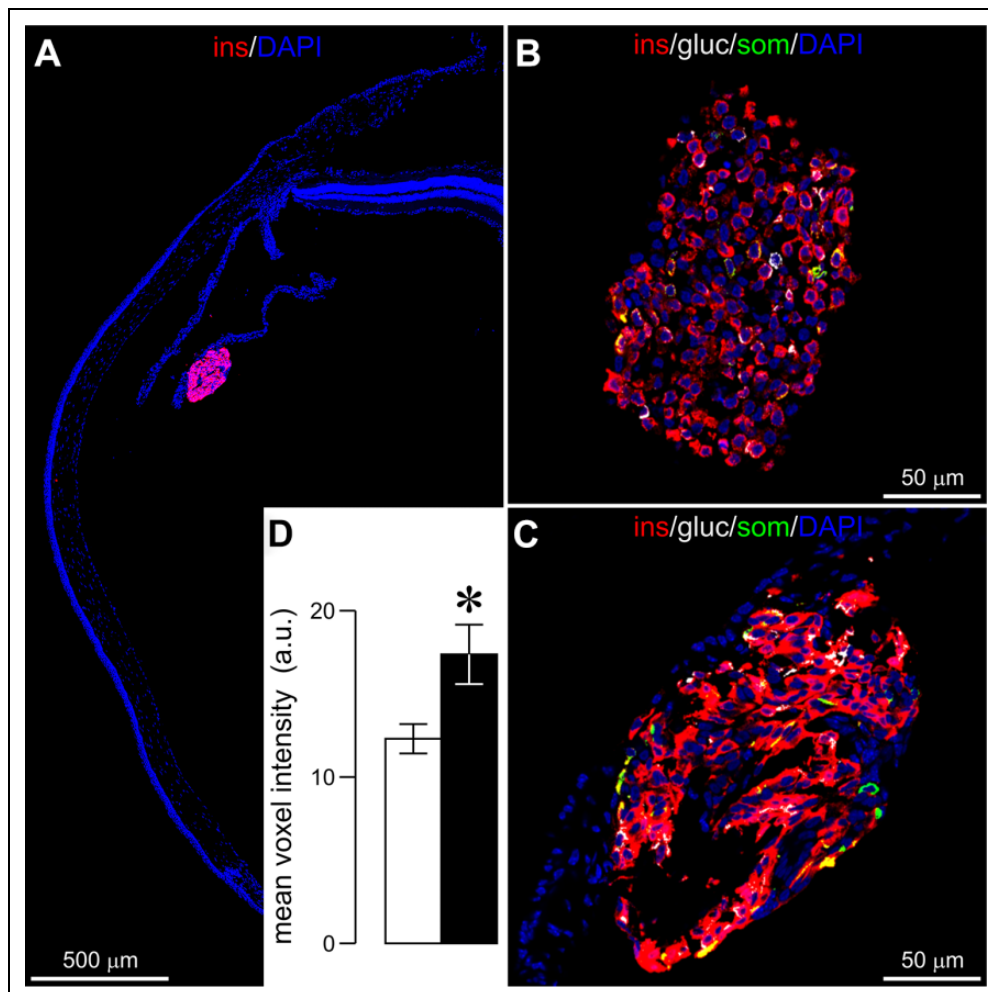 A
ins/DAPI
500 µm
B
ins/gluc/som/DAPI
50 µm
C
ins/gluc/som/DAPI
50 µm
D
mean voxel intensity (a.u.)
20
10
0
*